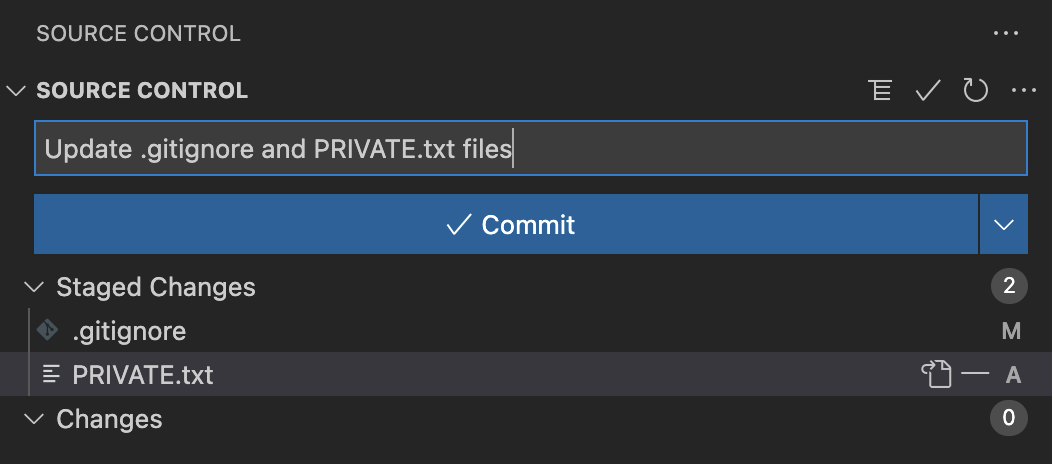 SOURCE CONTROL
SOURCE CONTROL
Update .gitignore and PRIVATE.txt files
Commit
Staged Changes 2
.gitignore M
PRIVATE.txt A
Changes 0